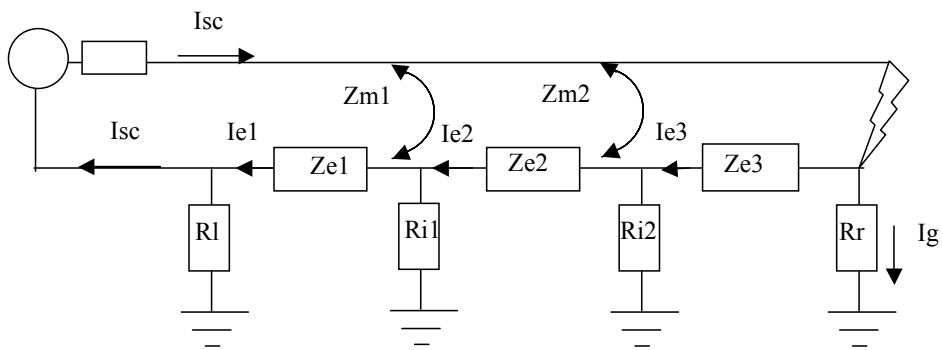 Isc
Zm1
Zm2
Isc
Ie1
Ie2
Ie3
Ze1
Ze2
Ze3
Rl
Ri1
Ri2
Rr
Ig